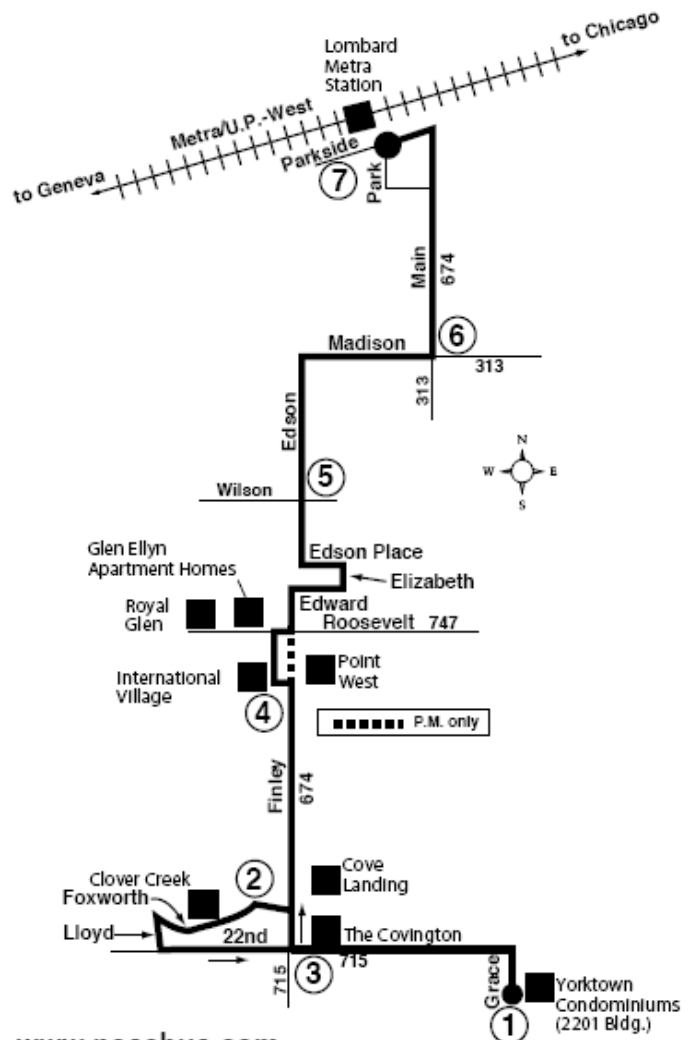 to Chicago
Lombard
Metra
Station
Metra/U.P.-West
Parkside
to Geneva
7
Park
Main
674
6
Madison
313
313
Edson
N
W E
S
5
Wilson
Glen Ellyn
Apartment Homes
Edson Place
Elizabeth
Royal
Glen
Edward
Roosevelt 747
International
Village
Point
West
4
P.M. only
Finley
674
Clover Creek
Foxworth
2
Cove
Landing
Lloyd
22nd
The Covington
715
715
3
Grace
Yorktown
Condominiums
(2201 Bldg.)
1